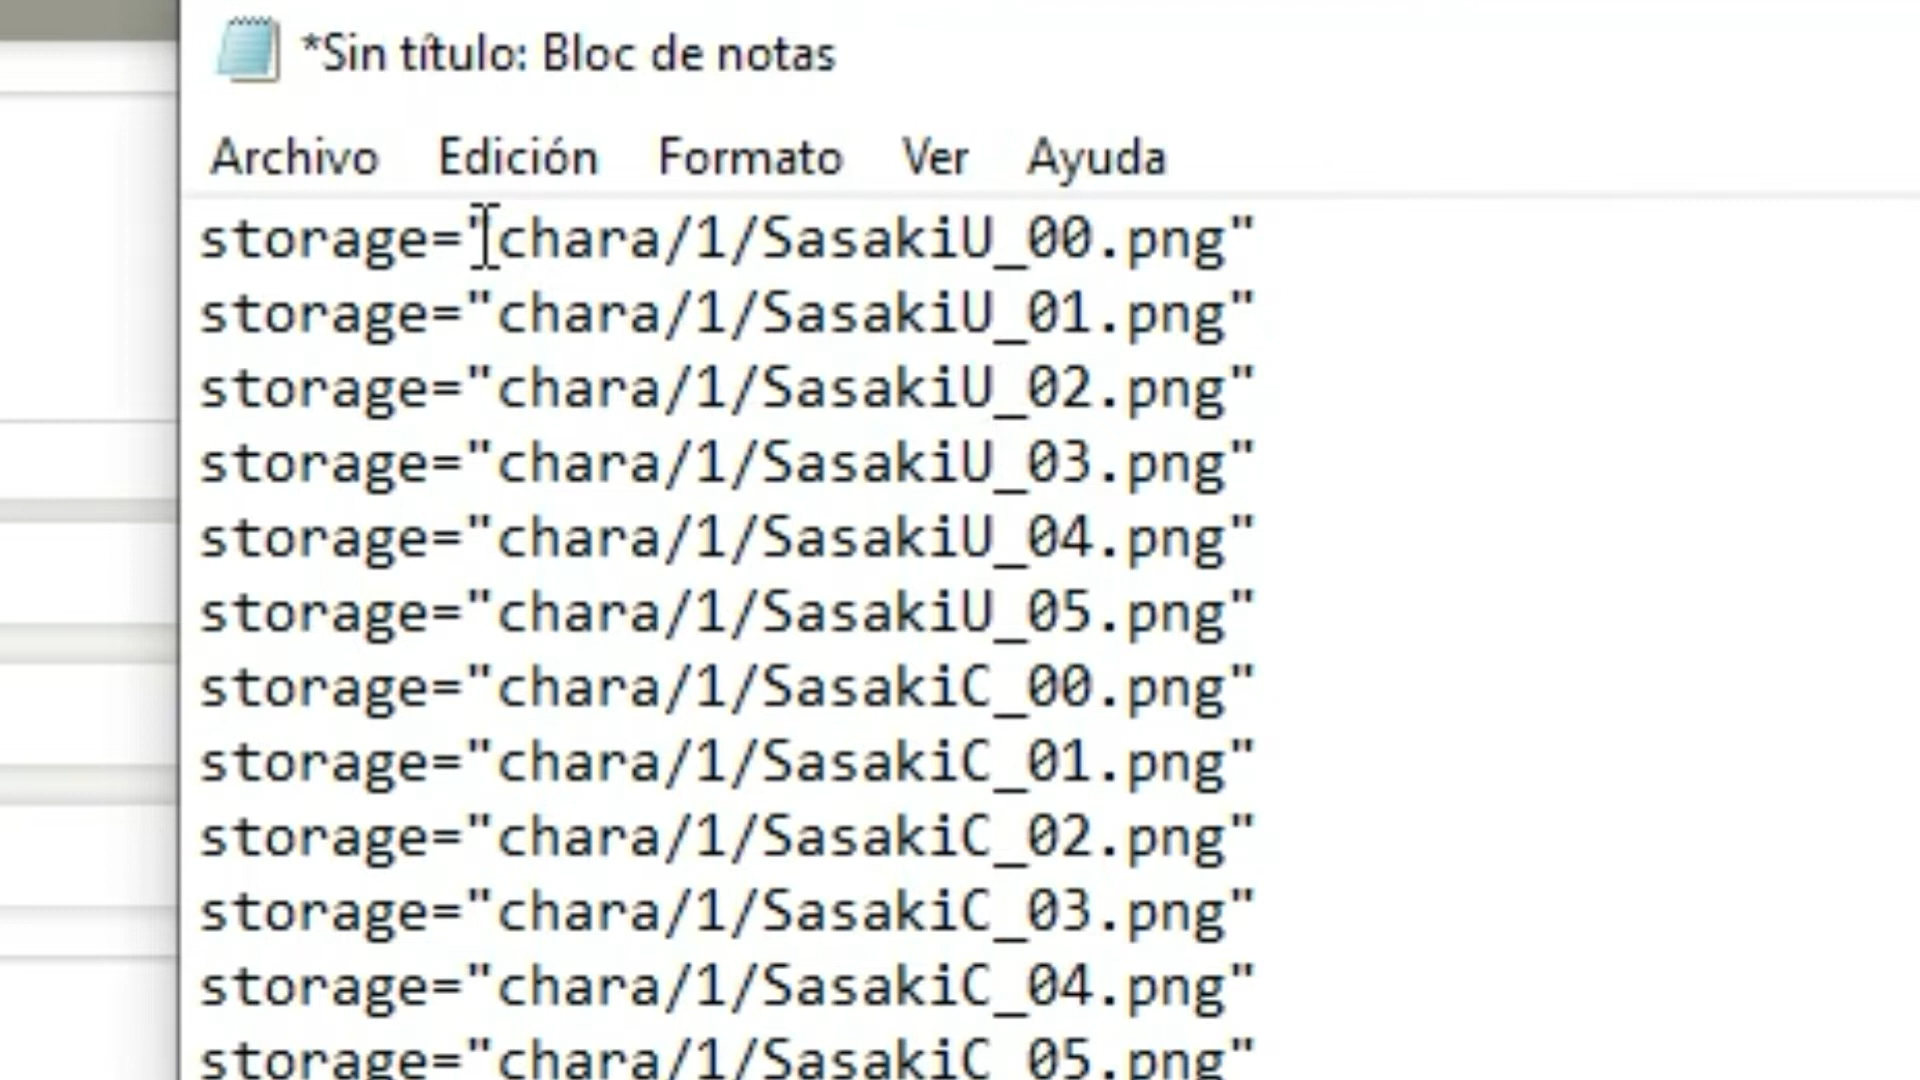 *Sin título: Bloc de notas
Archivo Edición Formato Ver Ayuda
storage="chara/1/SasakiU_00.png"
storage="chara/1/SasakiU_01.png"
storage="chara/1/SasakiU_02.png"
storage="chara/1/SasakiU_03.png"
storage="chara/1/SasakiU_04.png"
storage="chara/1/SasakiU_05.png"
storage="chara/1/SasakiC_00.png"
storage="chara/1/SasakiC_01.png"
storage="chara/1/SasakiC_02.png"
storage="chara/1/SasakiC_03.png"
storage="chara/1/SasakiC_04.png"
storage="chara/1/SasakiC_05.png"